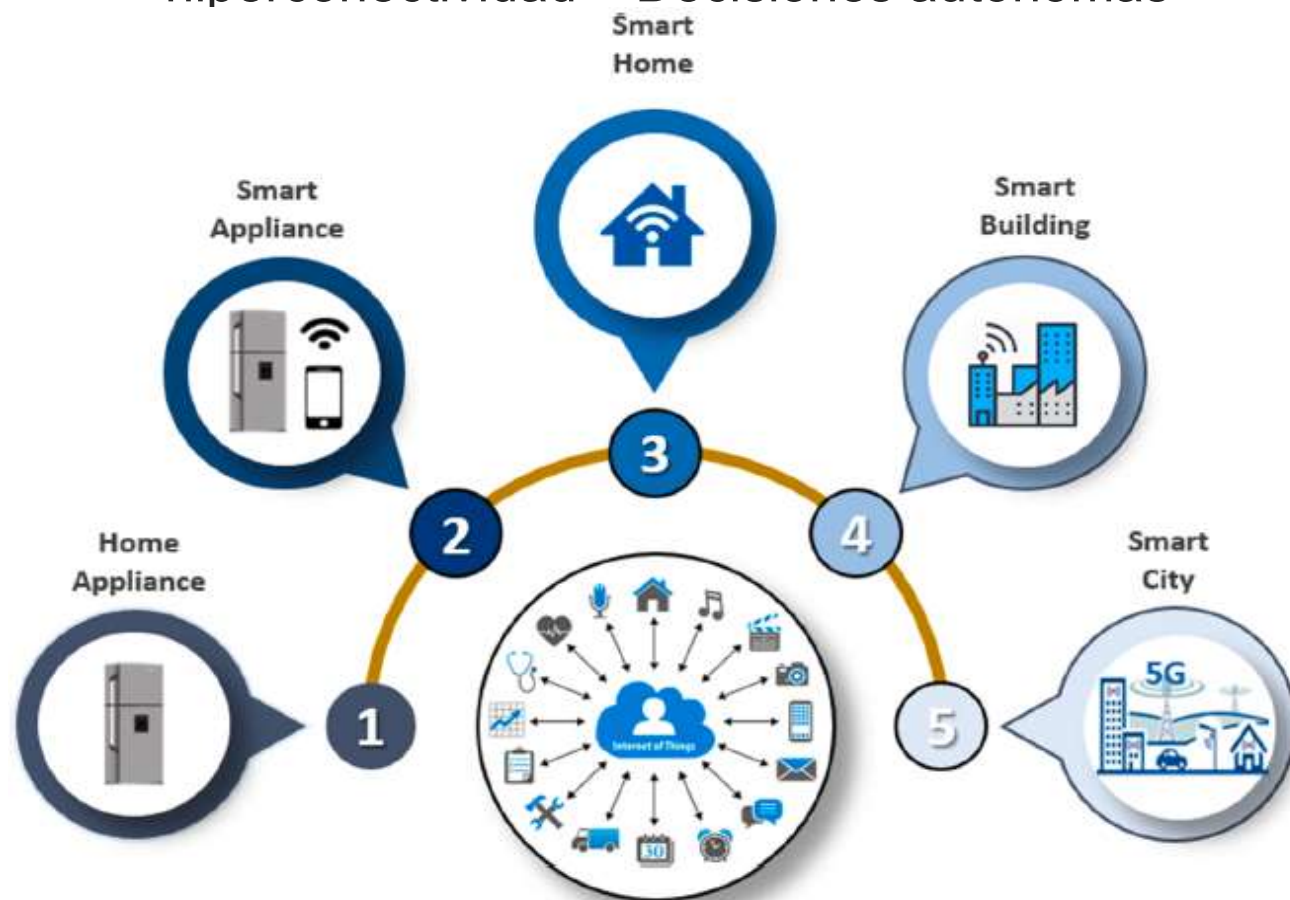 Smart
Home
Smart
Appliance
Smart
Building
3
2
4
Home
Appliance
Smart
City
1
5
5G
Internet of Things
30